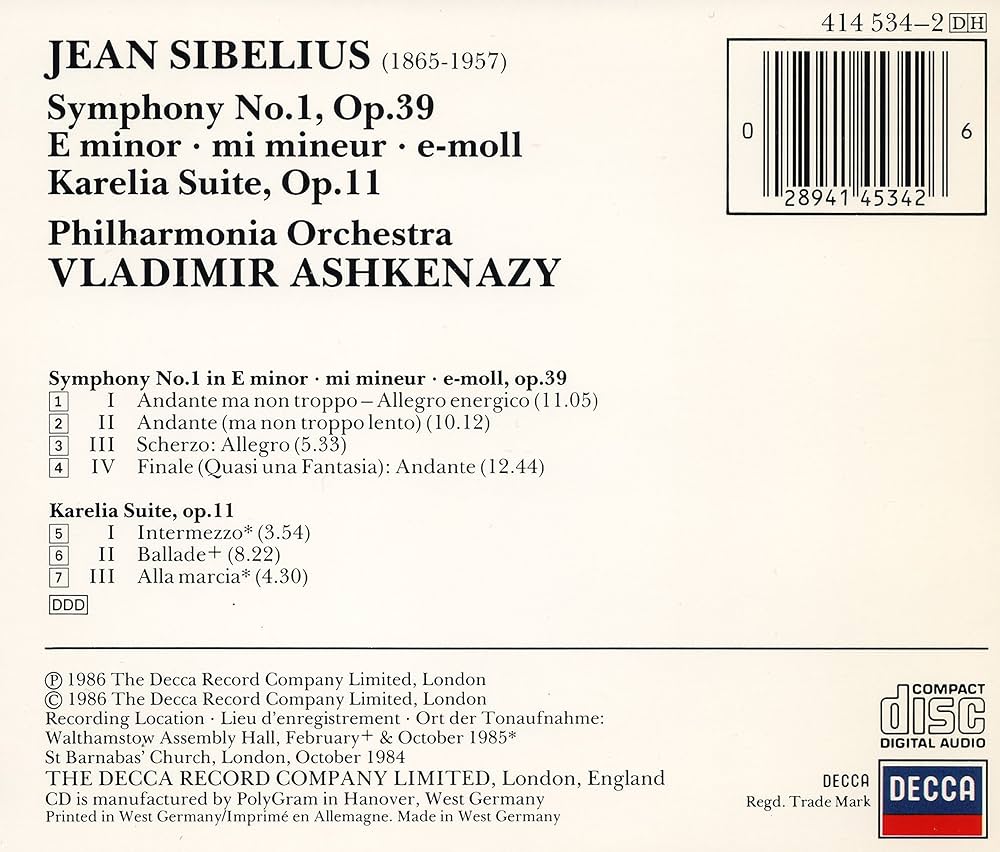 414 534–2 DH
JEAN SIBELIUS (1865-1957)
Symphony No.1, Op.39
E minor · mi mineur · e-moll
Karelia Suite, Op.11
Philharmonia Orchestra
VLADIMIR ASHKENAZY
0 28941 45342 6
Symphony No.1 in E minor · mi mineur · e-moll, op.39
1 I Andante ma non troppo – Allegro energico (11.05)
2 II Andante (ma non troppo lento) (10.12)
3 III Scherzo: Allegro (5.33)
4 IV Finale (Quasi una Fantasia): Andante (12.44)
Karelia Suite, op.11
5 I Intermezzo* (3.54)
6 II Ballade+ (8.22)
7 III Alla marcia* (4.30)
DDD
Ⓟ 1986 The Decca Record Company Limited, London
© 1986 The Decca Record Company Limited, London
Recording Location · Lieu d'enregistrement · Ort der Tonaufnahme:
Walthamstow Assembly Hall, February+ & October 1985*
St Barnabas' Church, London, October 1984
THE DECCA RECORD COMPANY LIMITED, London, England
CD is manufactured by PolyGram in Hanover, West Germany
Printed in West Germany/Imprimé en Allemagne. Made in West Germany
COMPACT
disc
DIGITAL AUDIO
DECCA
Regd. Trade Mark
DECCA